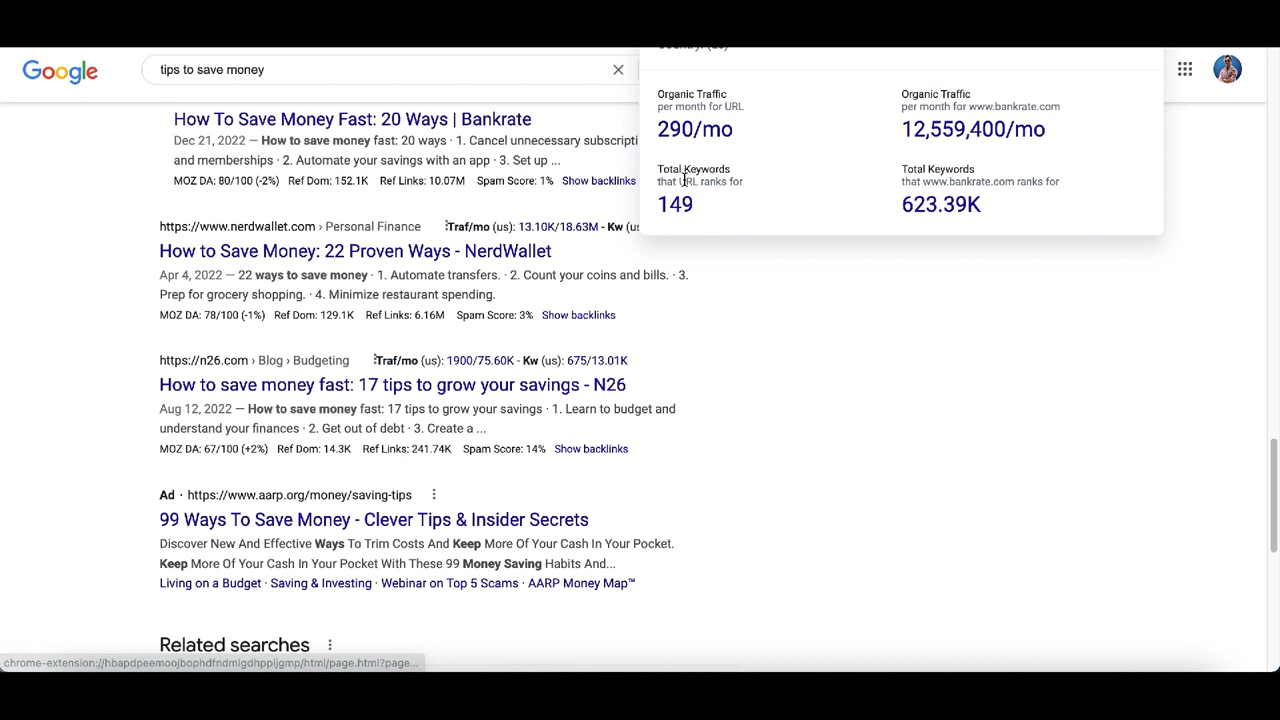 Google
tips to save money
How To Save Money Fast: 20 Ways | Bankrate
Dec 21, 2022 — How to save money fast: 20 ways · 1. Cancel unnecessary subscripti
and memberships · 2. Automate your savings with an app · 3. Set up ...
MOZ DA: 80/100 (-2%) Ref Dom: 152.1K Ref Links: 10.07M Spam Score: 1% Show backlinks
Organic Traffic
per month for URL
290/mo
Organic Traffic
per month for www.bankrate.com
12,559,400/mo
Total Keywords
that URL ranks for
149
Total Keywords
that www.bankrate.com ranks for
623.39K
https://www.nerdwallet.com › Personal Finance Traf/mo (us): 13.10K/18.63M - Kw (us
How to Save Money: 22 Proven Ways - NerdWallet
Apr 4, 2022 — 22 ways to save money · 1. Automate transfers. · 2. Count your coins and bills. · 3.
Prep for grocery shopping. · 4. Minimize restaurant spending.
MOZ DA: 78/100 (-1%) Ref Dom: 129.1K Ref Links: 6.16M Spam Score: 3% Show backlinks
https://n26.com › Blog › Budgeting Traf/mo (us): 1900/75.60K - Kw (us): 675/13.01K
How to save money fast: 17 tips to grow your savings - N26
Aug 12, 2022 — How to save money fast: 17 tips to grow your savings · 1. Learn to budget and
understand your finances · 2. Get out of debt · 3. Create a ...
MOZ DA: 67/100 (+2%) Ref Dom: 14.3K Ref Links: 241.74K Spam Score: 14% Show backlinks
Ad · https://www.aarp.org/money/saving-tips
99 Ways To Save Money - Clever Tips & Insider Secrets
Discover New And Effective Ways To Trim Costs And Keep More Of Your Cash In Your Pocket.
Keep More Of Your Cash In Your Pocket With These 99 Money Saving Habits And...
Living on a Budget · Saving & Investing · Webinar on Top 5 Scams · AARP Money Map™
Related searches